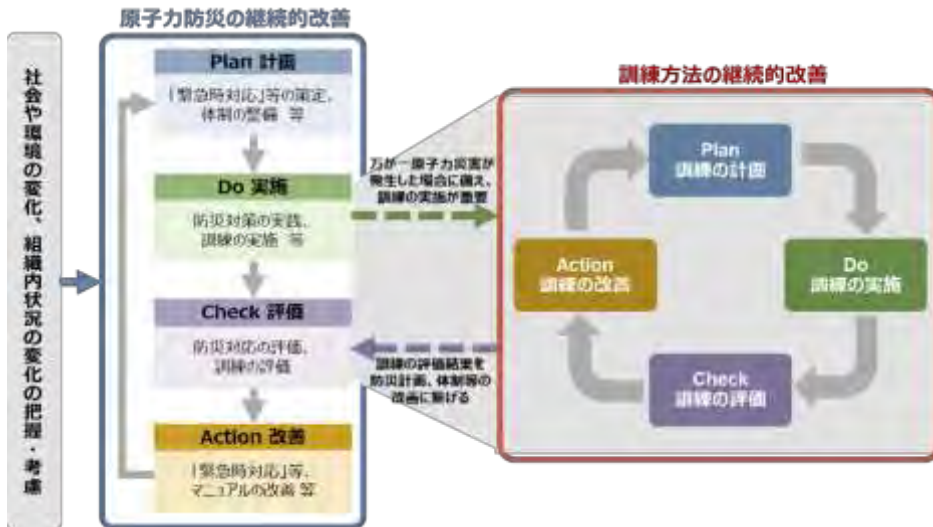 原子力防災の継続的改善
社会や環境の変化、組織内状況の変化の把握・考慮
Plan 計画
「緊急時対応」等の策定、
体制の整備 等
Do 実施
防災対策の実践、
訓練の実施 等
Check 評価
防災対応の評価、
訓練の評価
Action 改善
「緊急時対応」等、
マニュアルの改善 等
万が一原子力災害が
発生した場合に備え、
訓練の実施が重要
訓練の評価結果を
防災計画、体制等の
改画に繋げる
訓練方法の継続的改善
Plan
訓練の計画
Do
訓練の実施
Check
訓練の評価
Action
訓練の改善